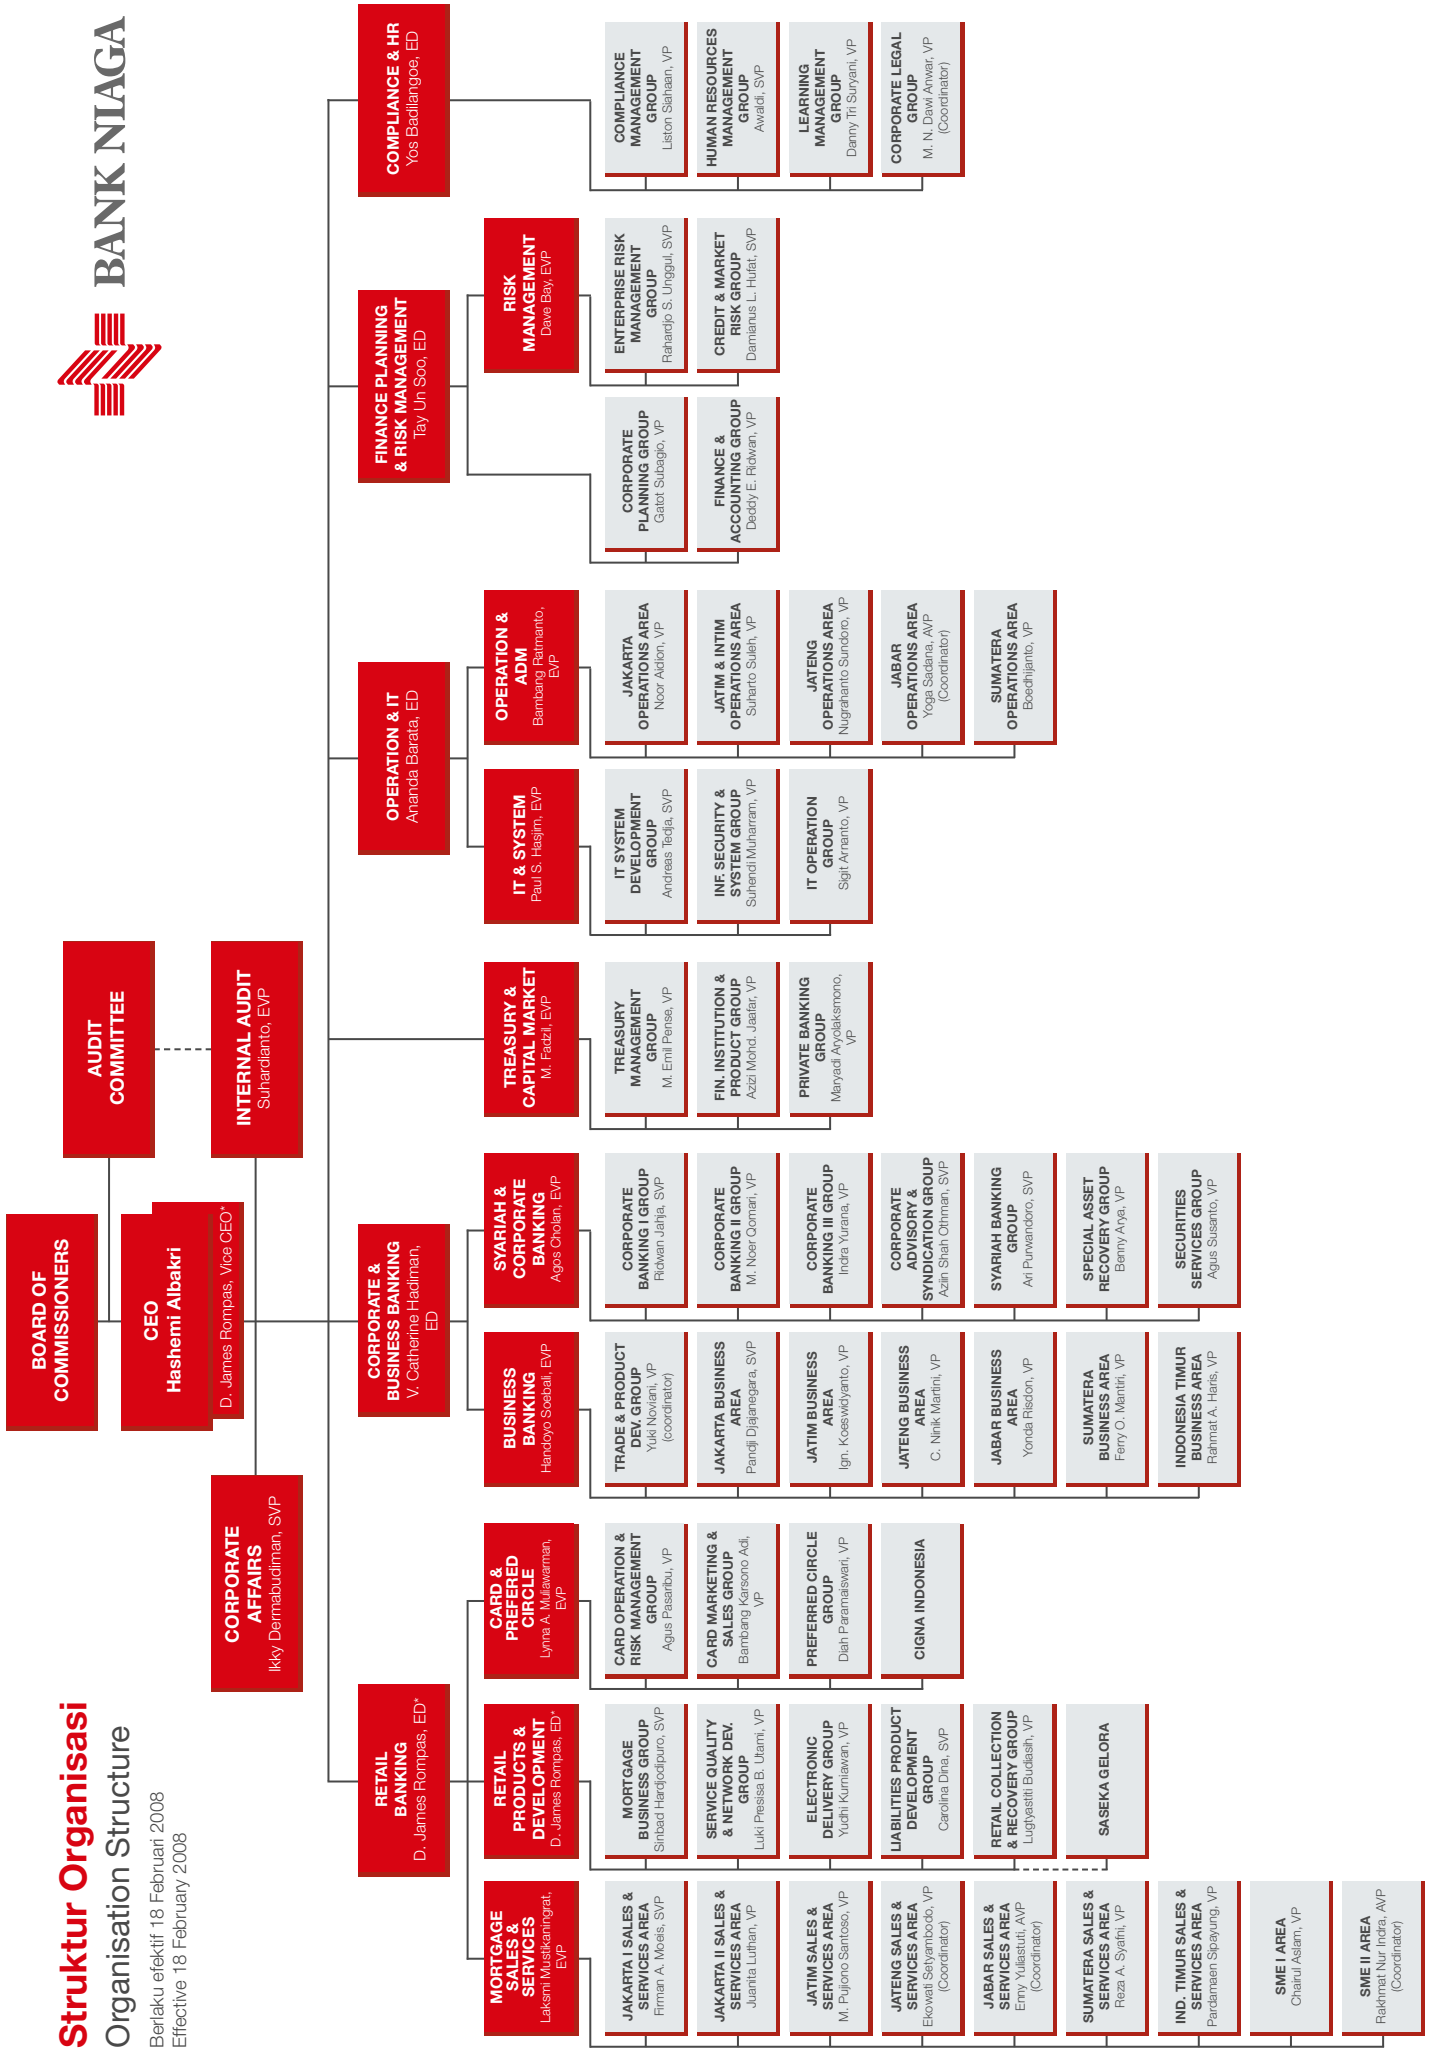 Struktur Organisasi
Organisation Structure
Berlaku efektif 18 Februari 2008
Effective 18 February 2008
BANK NIAGA
BOARD OF
COMMISSIONERS
AUDIT
COMMITTEE
CEO
Hashemi Albakri
D. James Rompas, Vice CEO*
CORPORATE
AFFAIRS
Ikky Dermabudiman, SVP
INTERNAL AUDIT
Suhardianto, EVP
RETAIL
BANKING
D. James Rompas, ED*
CORPORATE &
BUSINESS BANKING
V. Catherine Hadiman,
ED
OPERATION & IT
Ananda Barata, ED
FINANCE PLANNING
& RISK MANAGEMENT
Tay Un Soo, ED
COMPLIANCE & HR
Yos Badilangoe, ED
MORTGAGE
SALES &
SERVICES
Laksmi Mustikaningrat,
EVP
RETAIL
PRODUCTS &
DEVELOPMENT
D. James Rompas, ED*
CARD &
PREFERED
CIRCLE
Lynna A. Muliawarman,
EVP
BUSINESS
BANKING
Handoyo Soebali, EVP
SYARIAH &
CORPORATE
BANKING
Agos Cholan, EVP
TREASURY &
CAPITAL MARKET
M. Fadzil, EVP
IT & SYSTEM
Paul S. Hasjim, EVP
OPERATION &
ADM
Bambang Ratmanto,
EVP
RISK
MANAGEMENT
Dave Bay, EVP
JAKARTA I SALES &
SERVICES AREA
Firman A. Moeis, SVP
JAKARTA II SALES &
SERVICES AREA
Juanita Luthan, VP
JATIM SALES &
SERVICES AREA
M. Pujiono Santoso, VP
JATENG SALES &
SERVICES AREA
Ekowati Setyambodo, VP
(Coordinator)
JABAR SALES &
SERVICES AREA
Enny Yuliastuti, AVP
(Coordinator)
SUMATERA SALES &
SERVICES AREA
Reza A. Syafni, VP
IND. TIMUR SALES &
SERVICES AREA
Pardamaen Sipayung, VP
SME I AREA
Chairul Aslam, VP
SME II AREA
Rakhmat Nur Indra, AVP
(Coordinator)
MORTGAGE
BUSINESS GROUP
Sinbad Hardjodipuro, SVP
SERVICE QUALITY
& NETWORK DEV.
GROUP
Luki Presisa B. Utami, VP
ELECTRONIC
DELIVERY GROUP
Yudhi Kurniawan, VP
LIABILITIES PRODUCT
DEVELOPMENT
GROUP
Carolina Dina, SVP
RETAIL COLLECTION
& RECOVERY GROUP
Lugtyastiti Budiasih, VP
SASEKA GELORA
CARD OPERATION &
RISK MANAGEMENT
GROUP
Agus Pasaribu, VP
CARD MARKETING &
SALES GROUP
Bambang Karsono Adi,
VP
PREFERRED CIRCLE
GROUP
Diah Paramaiswari, VP
CIGNA INDONESIA
TRADE & PRODUCT
DEV. GROUP
Yuki Noviani, VP
(coordinator)
JAKARTA BUSINESS
AREA
Pandji Djajanegara, SVP
JATIM BUSINESS
AREA
Ign. Koeswidyanto, VP
JATENG BUSINESS
AREA
C. Ninik Martini, VP
JABAR BUSINESS
AREA
Yonda Risdon, VP
SUMATERA
BUSINESS AREA
Ferry O. Mantiri, VP
INDONESIA TIMUR
BUSINESS AREA
Rahmat A. Haris, VP
CORPORATE
BANKING I GROUP
Ridwan Jahja, SVP
CORPORATE
BANKING II GROUP
M. Noer Qomari, VP
CORPORATE
BANKING III GROUP
Indra Yurana, VP
CORPORATE
ADVISORY &
SYNDICATION GROUP
Aziin Shah Othman, SVP
SYARIAH BANKING
GROUP
Ari Purwandoro, SVP
SPECIAL ASSET
RECOVERY GROUP
Benny Arya, VP
SECURITIES
SERVICES GROUP
Agus Susanto, VP
TREASURY
MANAGEMENT
GROUP
M. Emil Pense, VP
FIN. INSTITUTION &
PRODUCT GROUP
Azizi Mohd. Jaafar, VP
PRIVATE BANKING
GROUP
Maryadi Aryolaksmono,
VP
IT SYSTEM
DEVELOPMENT
GROUP
Andreas Tedja, SVP
INF. SECURITY &
SYSTEM GROUP
Suhendi Muharram, VP
IT OPERATION
GROUP
Sigit Arnanto, VP
JAKARTA
OPERATIONS AREA
Noor Aidion, VP
JATIM & INTIM
OPERATIONS AREA
Suharto Suleh, VP
JATENG
OPERATIONS AREA
Nugrahanto Sundoro, VP
JABAR
OPERATIONS AREA
Yoga Sadana, AVP
(Coordinator)
SUMATERA
OPERATIONS AREA
Boedhijanto, VP
CORPORATE
PLANNING GROUP
Gatot Subagio, VP
FINANCE &
ACCOUNTING GROUP
Deddy E. Ridwan, VP
ENTERPRISE RISK
MANAGEMENT
GROUP
Rahardjo S. Unggul, SVP
CREDIT & MARKET
RISK GROUP
Damianus L. Hufat, SVP
COMPLIANCE
MANAGEMENT
GROUP
Liston Siahaan, VP
HUMAN RESOURCES
MANAGEMENT
GROUP
Awaldi, SVP
LEARNING
MANAGEMENT
GROUP
Danny Tri Suryani, VP
CORPORATE LEGAL
GROUP
M. N. Dawi Anwar, VP
(Coordinator)